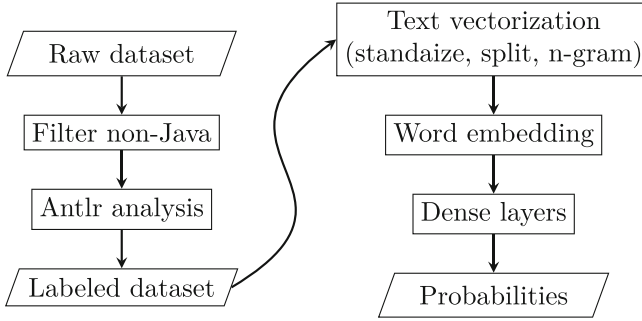 Raw dataset
Filter non-Java
Antlr analysis
Labeled dataset
Text vectorization
(standaize, split, n-gram)
Word embedding
Dense layers
Probabilities